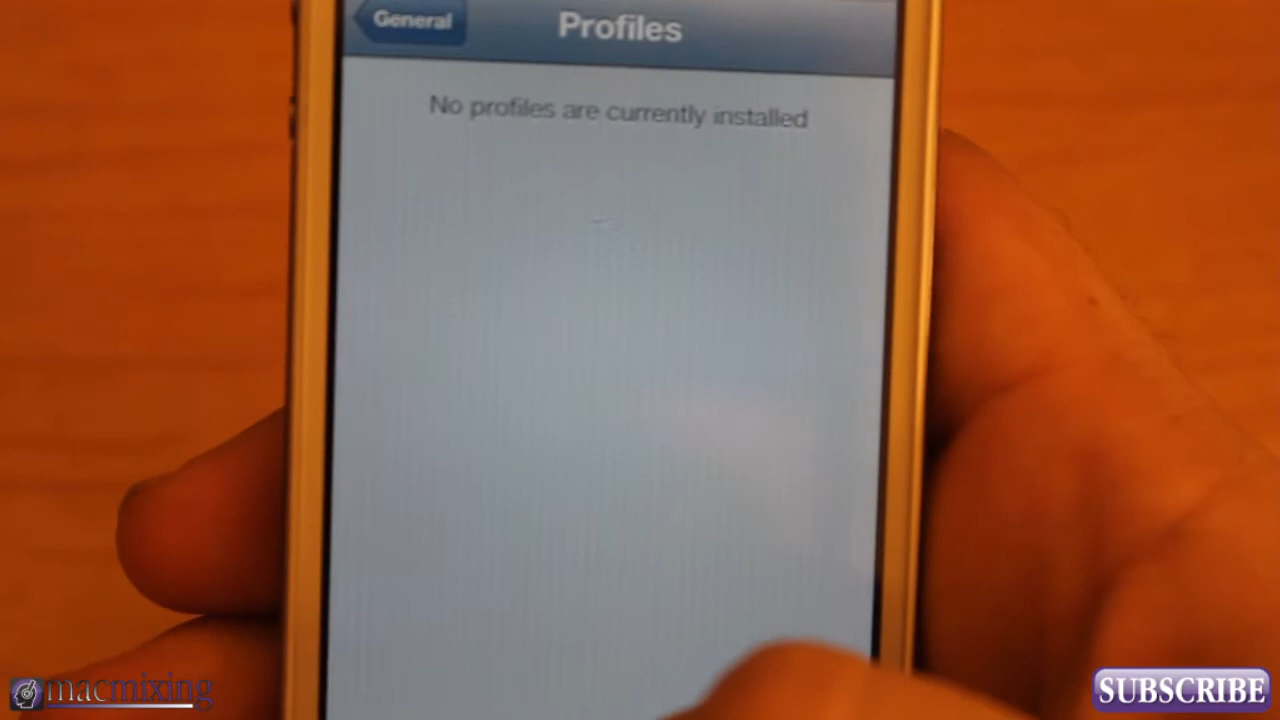 General
Profiles
No profiles are currently installed
macmixing
SUBSCRIBE